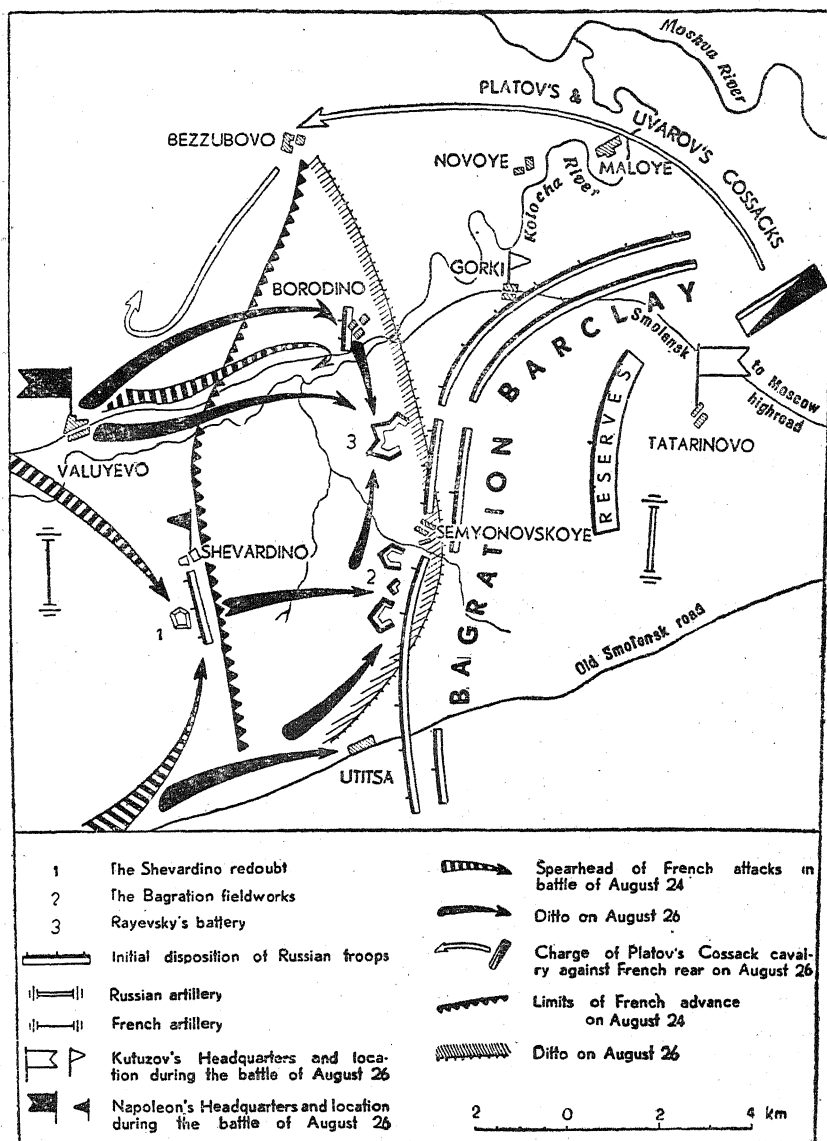 Moskva River
PLATOV'S &
UVAROV'S COSSACKS
BEZZUBOVO
NOVOYE
MALOYE
Kolocha River
GORKI
BORODINO
BARCLAY
Smolensk
to Moscow
highroad
RESERVES
TATARINOVO
3
VALUYEVO
SEMYONOVSKOYE
SHEVARDINO
2
1
BAGRATION
Old Smolensk road
UTITSA
1 The Shevardino redoubt
2 The Bagration fieldworks
3 Rayevsky's battery
Initial disposition of Russian troops
Russian artillery
French artillery
Kutuzov's Headquarters and loca-
tion during the battle of August 26
Napoleon's Headquarters and location
during the battle of August 26
Spearhead of French attacks in
battle of August 24
Ditto on August 26
Charge of Platov's Cossack caval-
ry against French rear on August 26
Limits of French advance
on August 24
Ditto on August 26
2 0 2 4 km